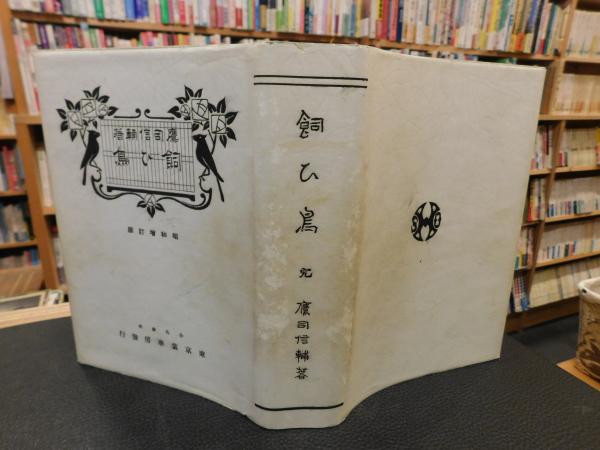 鷹司信輔著
飼ひ鳥
昭和増訂版
東京裳華房發行
飼ひ鳥
完
鷹司信輔著